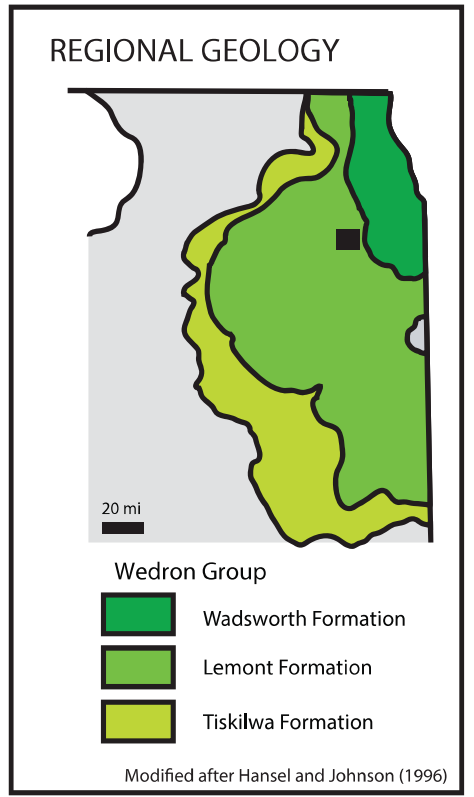 REGIONAL GEOLOGY
20 mi
Wedron Group
Wadsworth Formation
Lemont Formation
Tiskilwa Formation
Modified after Hansel and Johnson (1996)